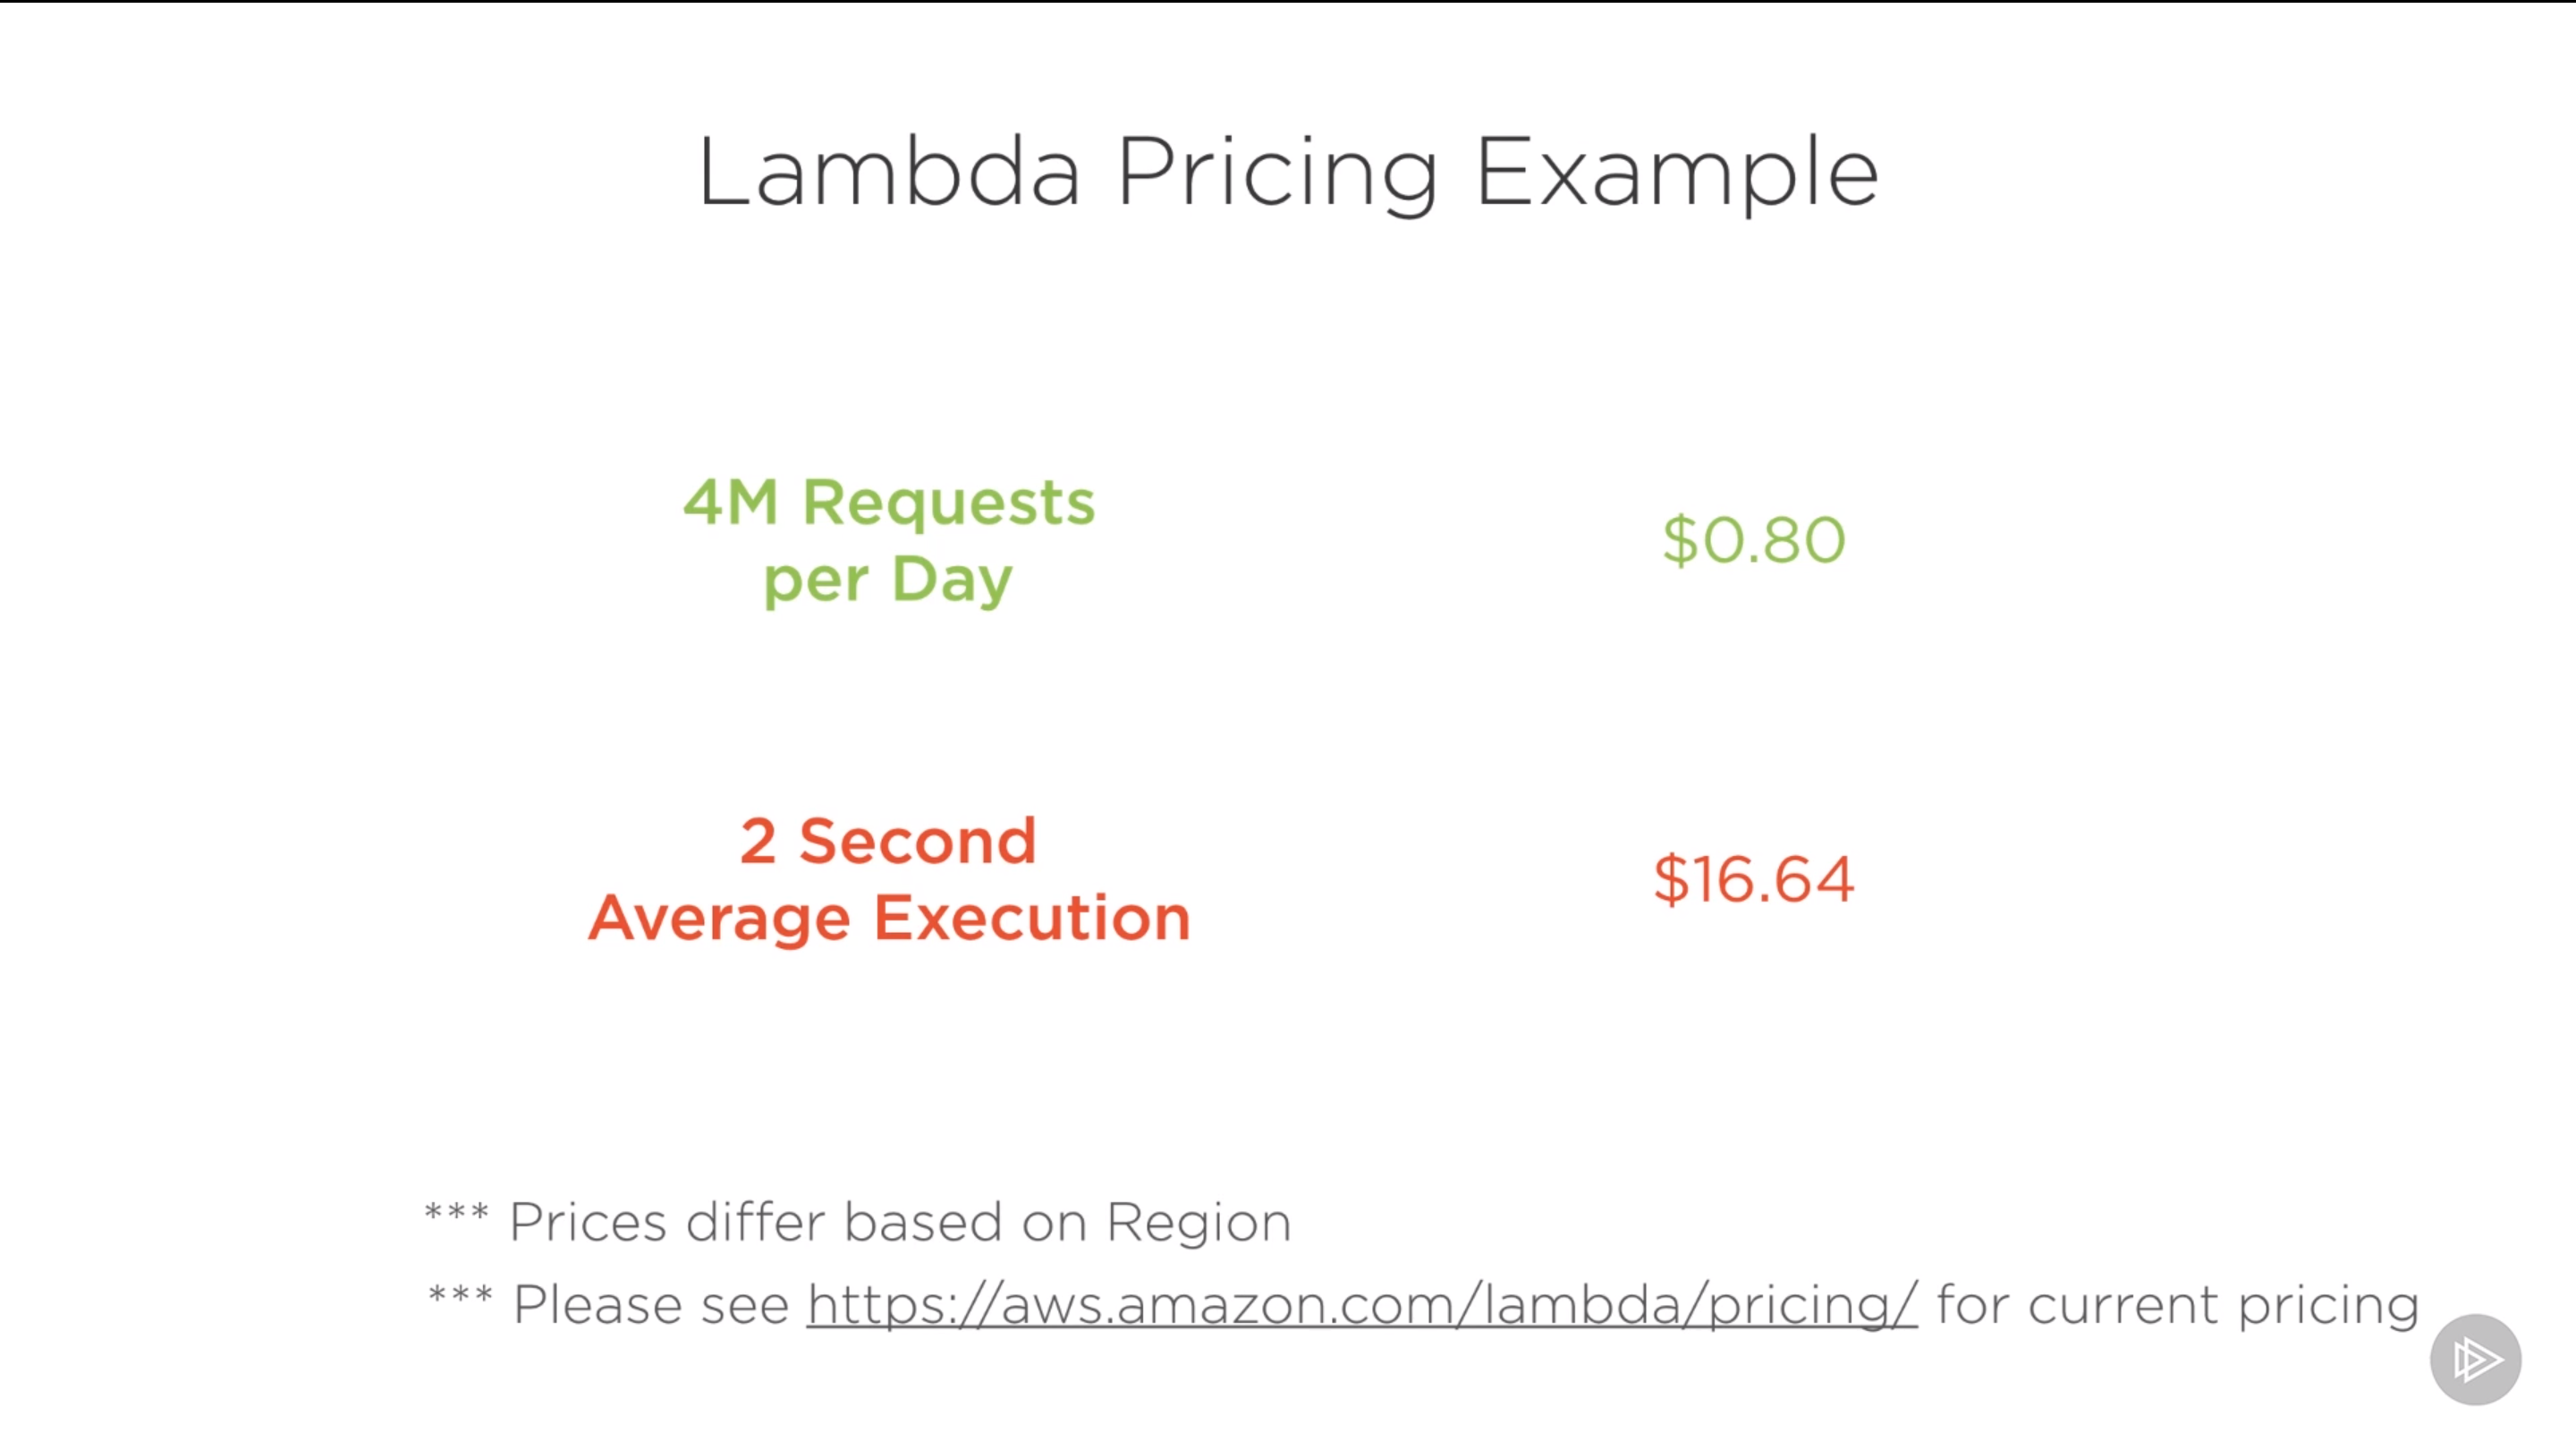 Lambda Pricing Example
4M Requests
per Day
$0.80
2 Second
Average Execution
$16.64
*** Prices differ based on Region
*** Please see https://aws.amazon.com/lambda/pricing/ for current pricing